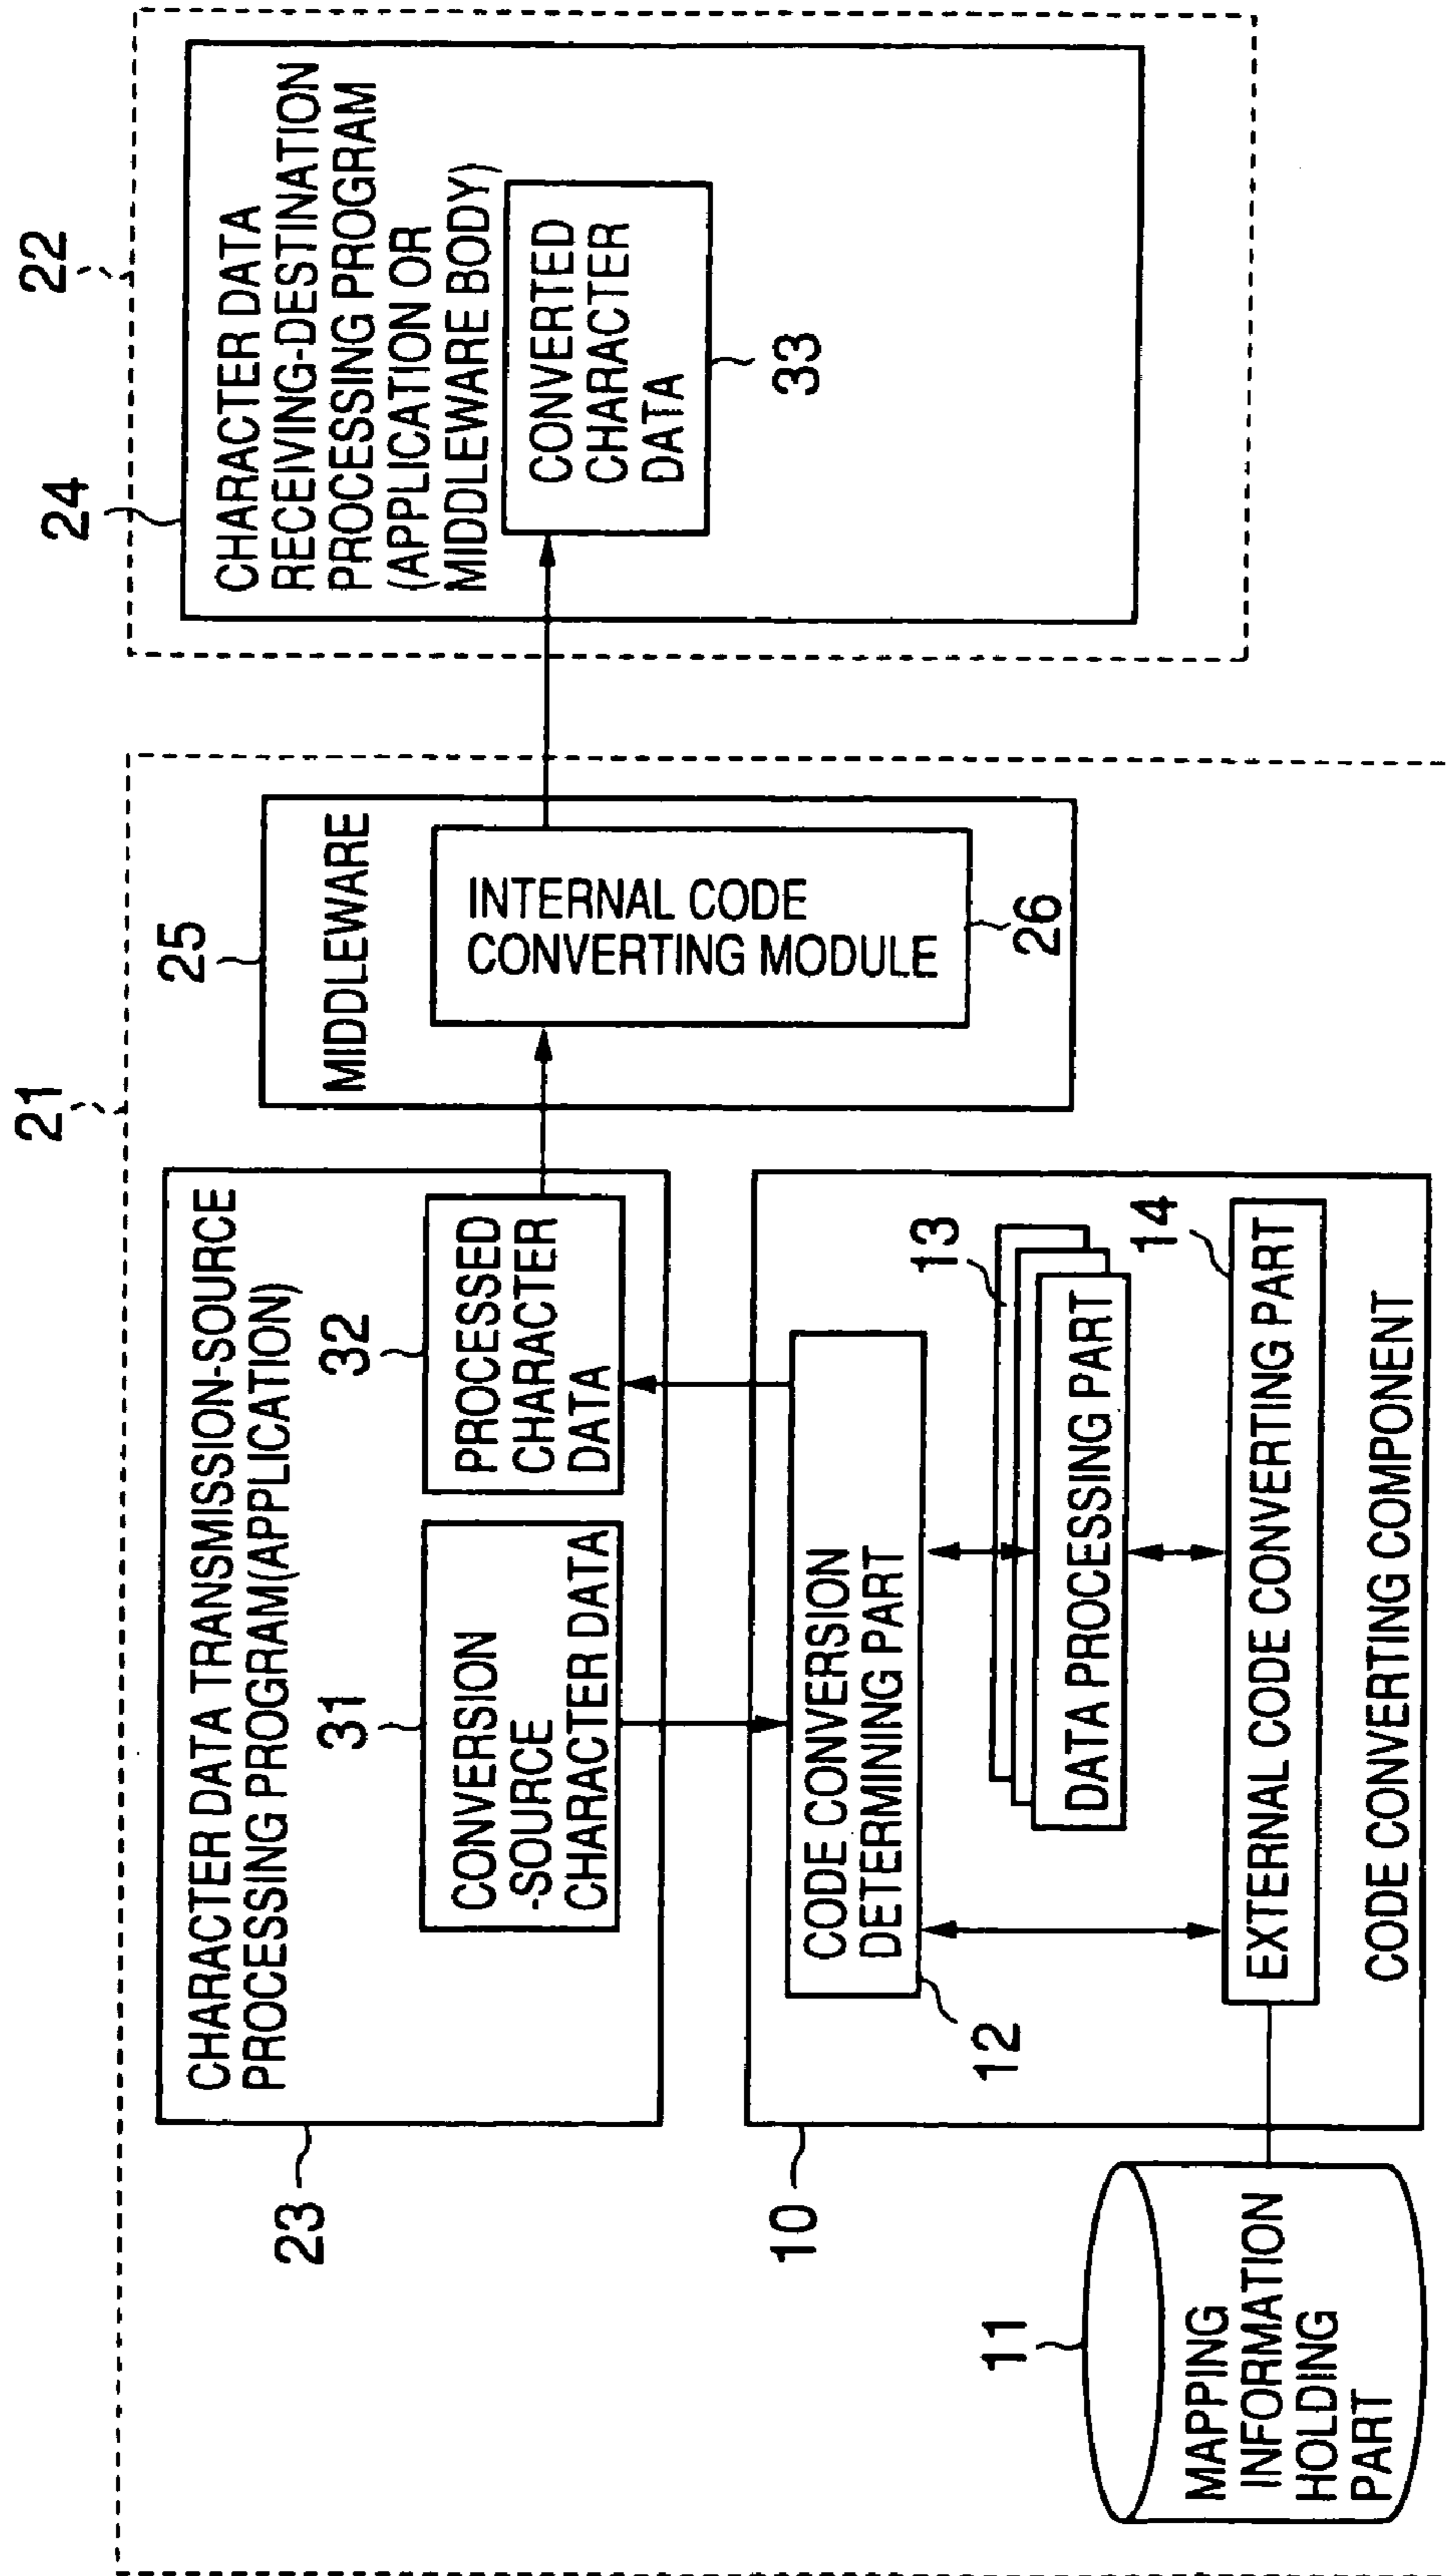 21
22
23
CHARACTER DATA TRANSMISSION-SOURCE
PROCESSING PROGRAM(APPLICATION)
31
CONVERSION
-SOURCE
CHARACTER DATA
32
PROCESSED
CHARACTER
DATA
25
MIDDLEWARE
INTERNAL CODE
CONVERTING MODULE
26
24
CHARACTER DATA
RECEIVING-DESTINATION
PROCESSING PROGRAM
(APPLICATION OR
MIDDLEWARE BODY)
CONVERTED
CHARACTER
DATA
33
10
CODE CONVERSION
DETERMINING PART
12
13
DATA PROCESSING PART
14
EXTERNAL CODE CONVERTING PART
CODE CONVERTING COMPONENT
11
MAPPING
INFORMATION
HOLDING
PART